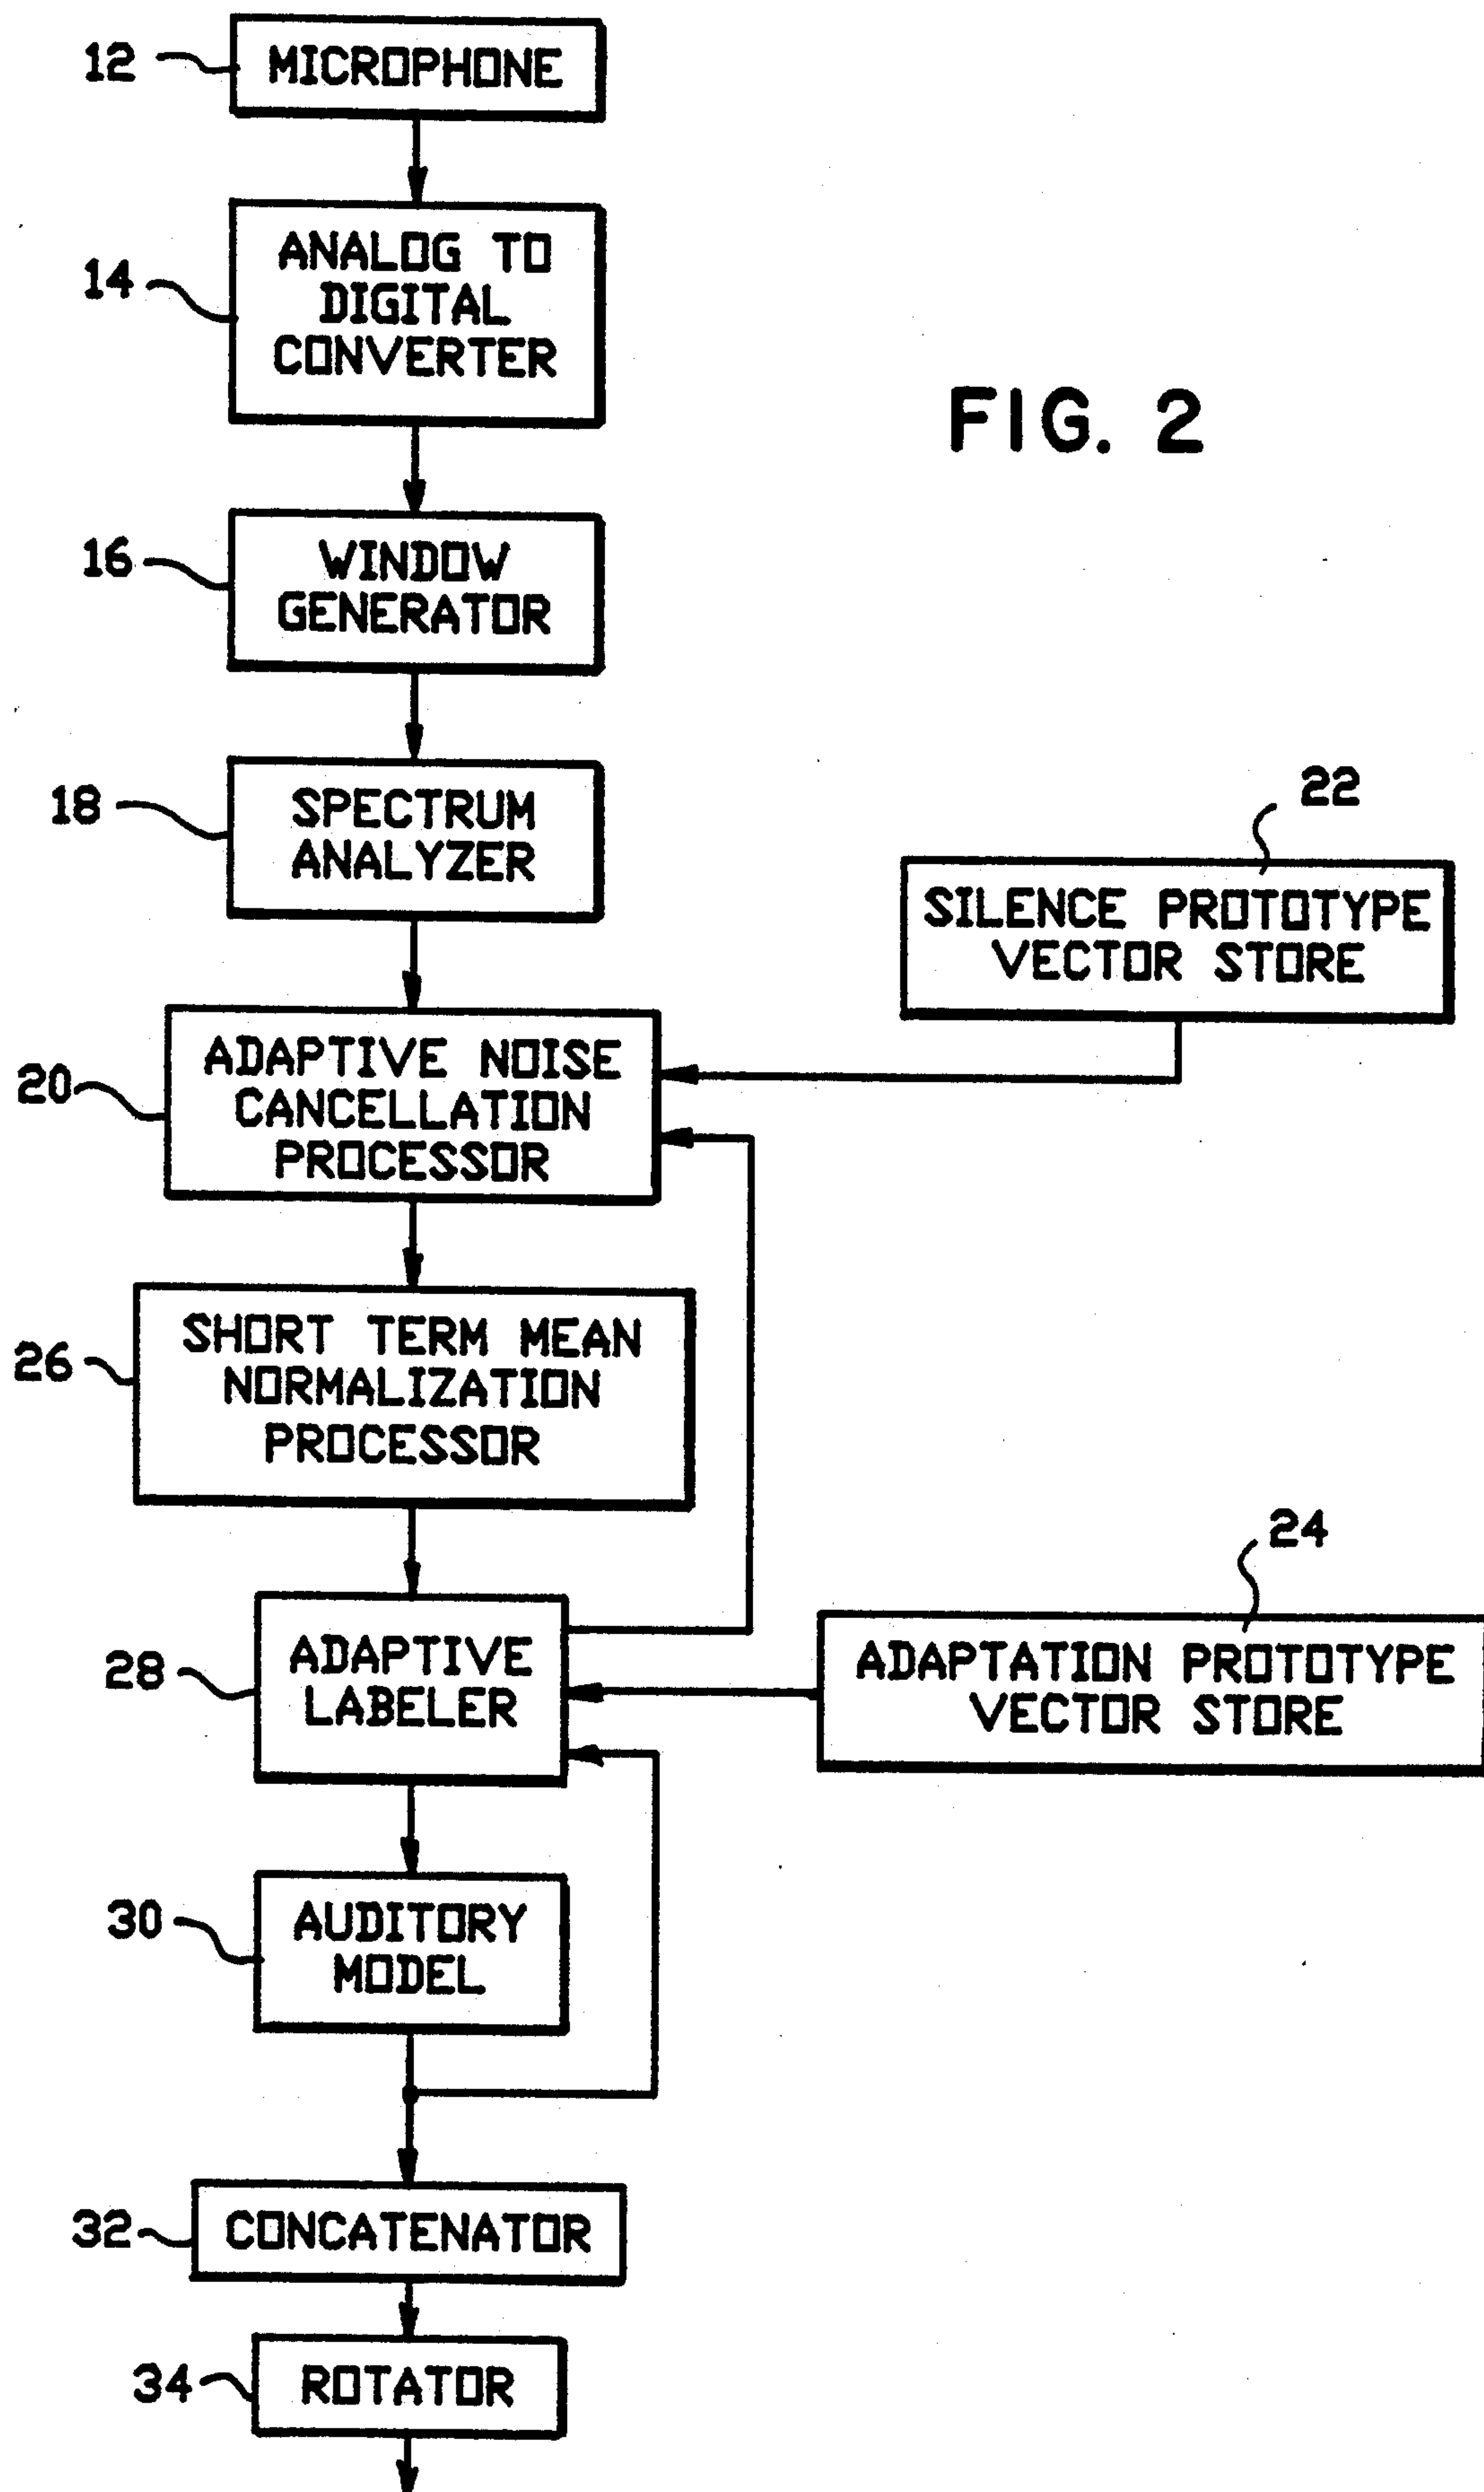 12
MICROPHONE
14
ANALOG TO
DIGITAL
CONVERTER
FIG. 2
16
WINDOW
GENERATOR
18
SPECTRUM
ANALYZER
22
SILENCE PROTOTYPE
VECTOR STORE
20
ADAPTIVE NOISE
CANCELLATION
PROCESSOR
26
SHORT TERM MEAN
NORMALIZATION
PROCESSOR
24
ADAPTATION PROTOTYPE
VECTOR STORE
28
ADAPTIVE
LABELER
30
AUDITORY
MODEL
32
CONCATENATOR
34
ROTATOR